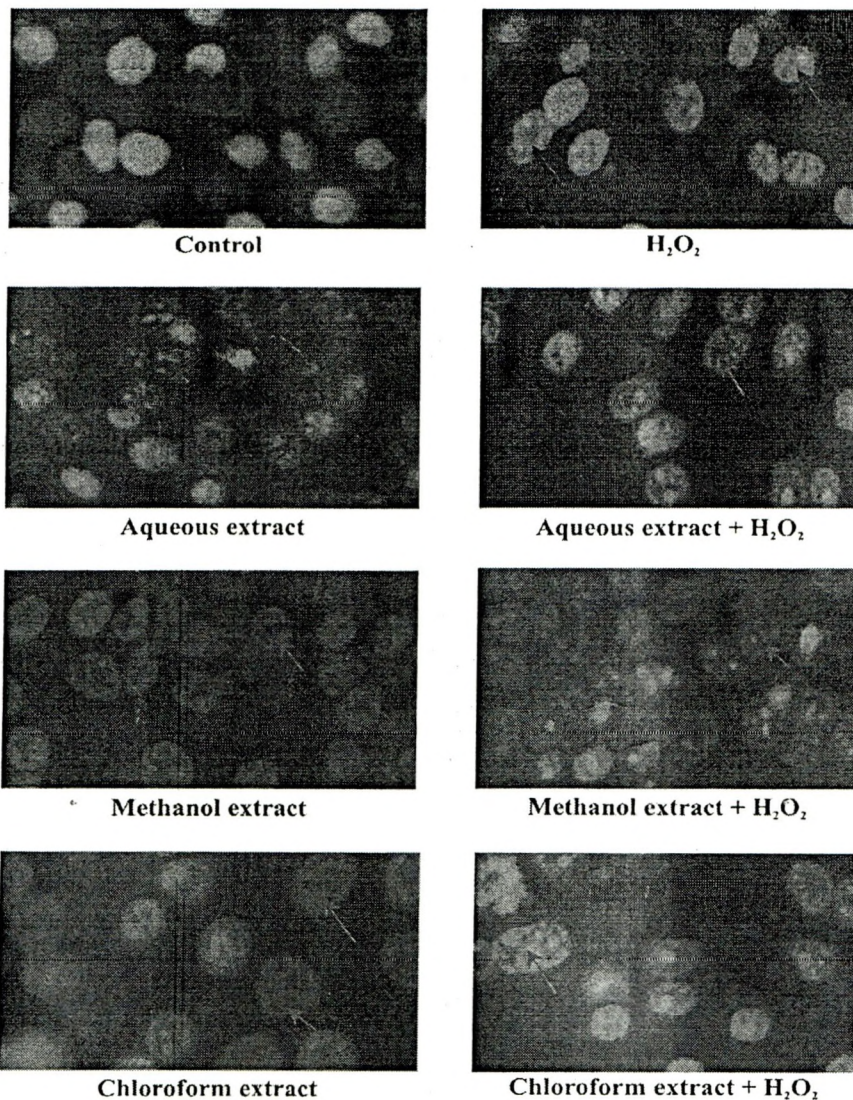 Control
H₂O₂
Aqueous extract
Aqueous extract + H₂O₂
Methanol extract
Methanol extract + H₂O₂
Chloroform extract
Chloroform extract + H₂O₂